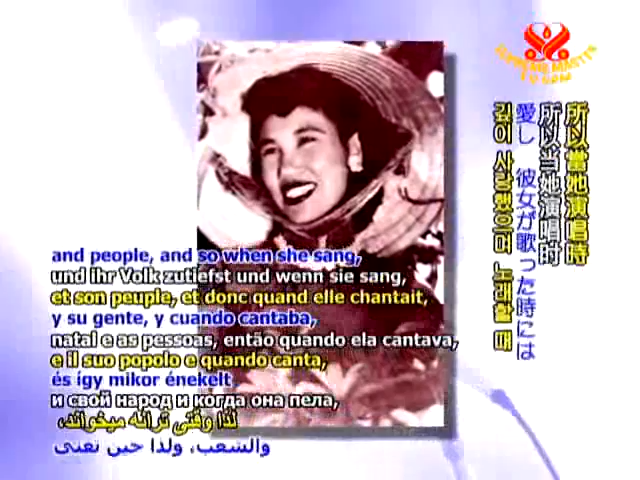 SUPREME MASTER
TV.COM
and people, and so when she sang,
und ihr Volk zutiefst und wenn sie sang,
et son peuple, et donc quand elle chantait,
y su gente, y cuando cantaba,
natal e as pessoas, então quando ela cantava,
e il suo popolo e quando canta,
és így mikor énekelt
и свой народ и когда она пела,
لذا وقتی ترانه میخواند،
والشعب، ولذا حين تغنى
所以當她演唱時
所以当她演唱时
愛し 彼女が歌った時には
깊이 사랑했으며 노래할 때